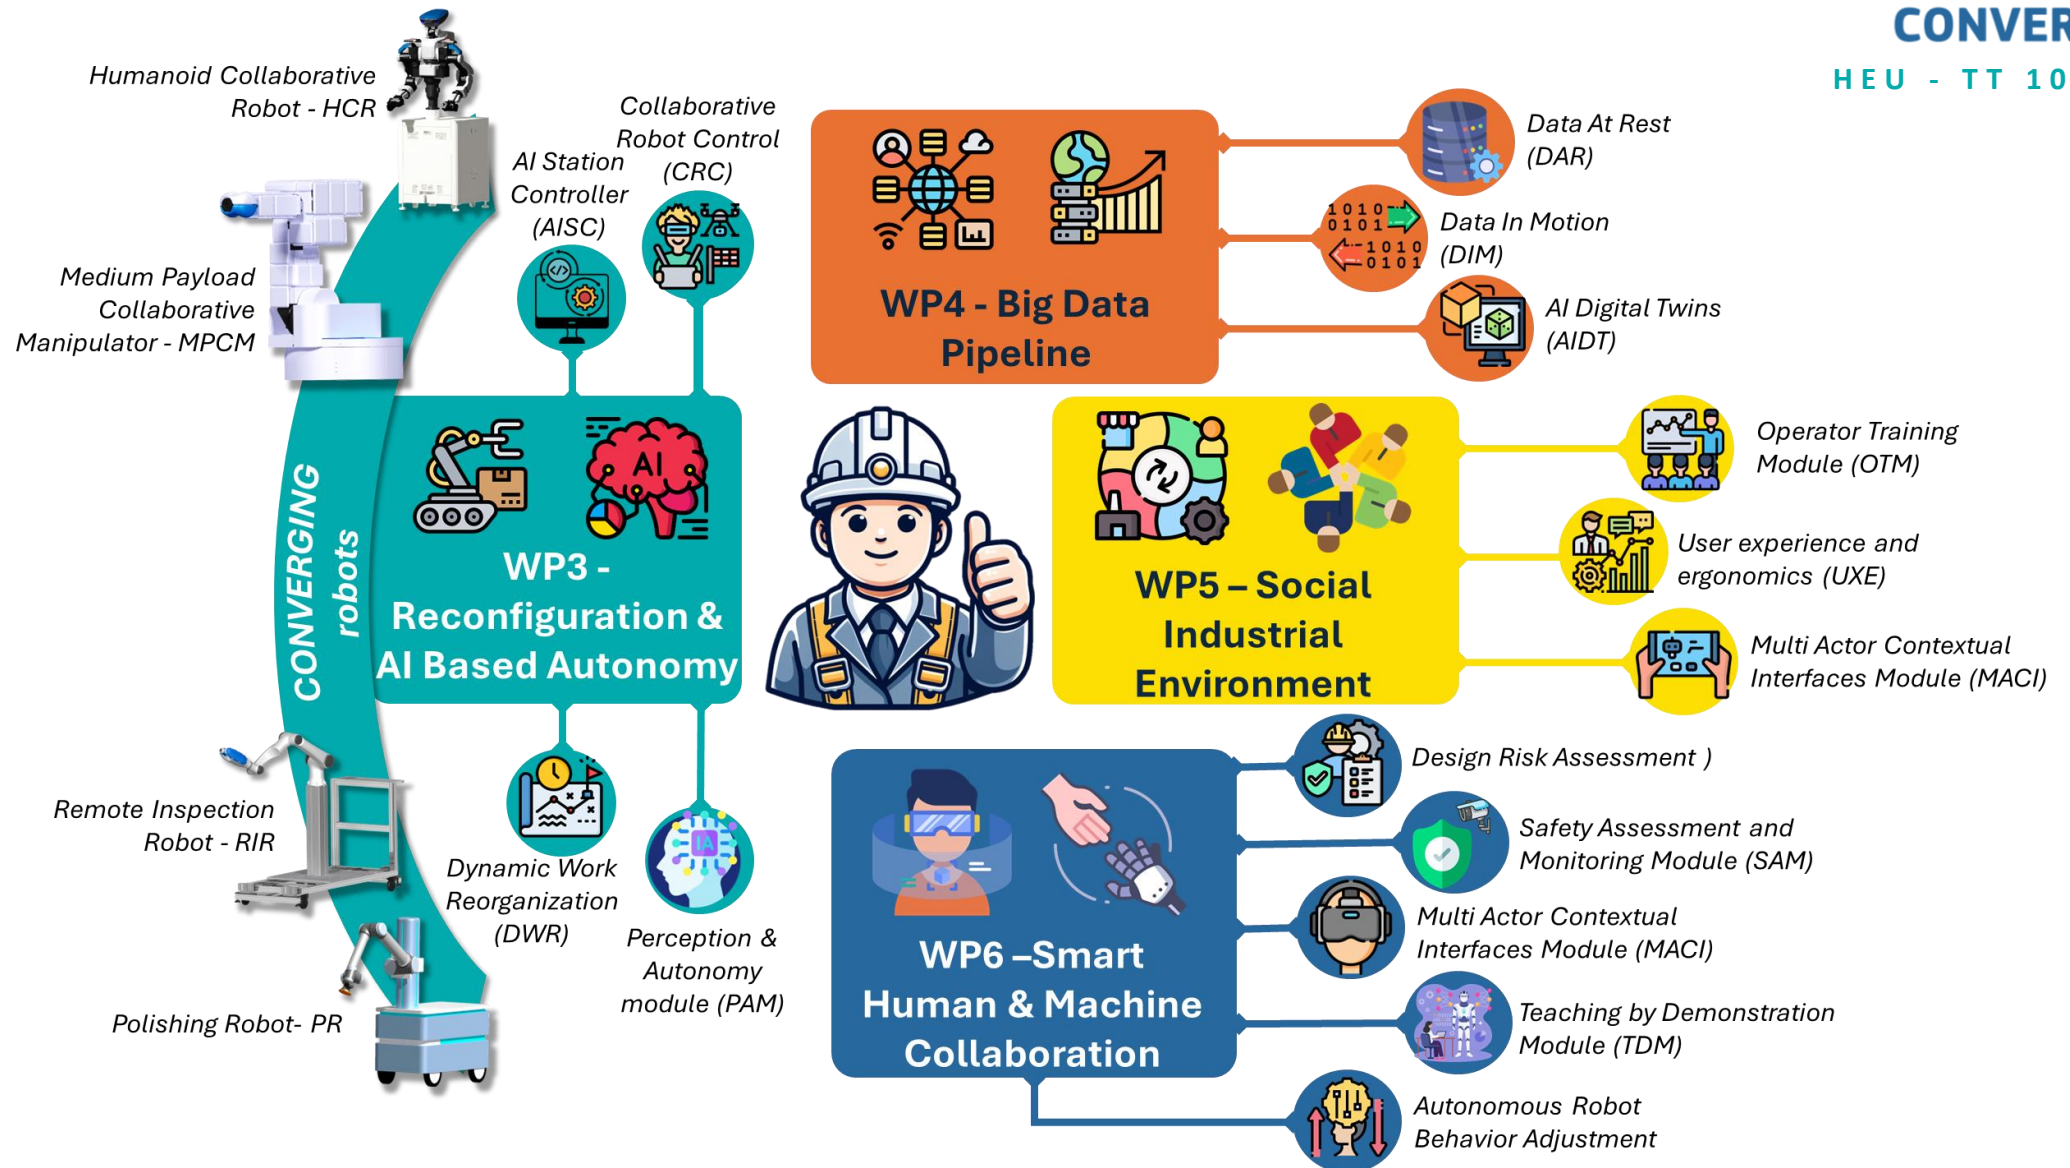 CONVER
HEU - TT 10
Humanoid Collaborative
Robot - HCR
Medium Payload
Collaborative
Manipulator - MPCM
CONVERGING
robots
Remote Inspection
Robot - RIR
Polishing Robot- PR
AI Station
Controller
(AISC)
Collaborative
Robot Control
(CRC)
AI
WP3 -
Reconfiguration &
AI Based Autonomy
Dynamic Work
Reorganization
(DWR)
IA
Perception &
Autonomy
module (PAM)
WP4 - Big Data
Pipeline
Data At Rest
(DAR)
1010
0101
1010
0101
Data In Motion
(DIM)
AI Digital Twins
(AIDT)
WP5 – Social
Industrial
Environment
Operator Training
Module (OTM)
User experience and
ergonomics (UXE)
Multi Actor Contextual
Interfaces Module (MACI)
WP6 –Smart
Human & Machine
Collaboration
Design Risk Assessment )
Safety Assessment and
Monitoring Module (SAM)
Multi Actor Contextual
Interfaces Module (MACI)
Teaching by Demonstration
Module (TDM)
Autonomous Robot
Behavior Adjustment